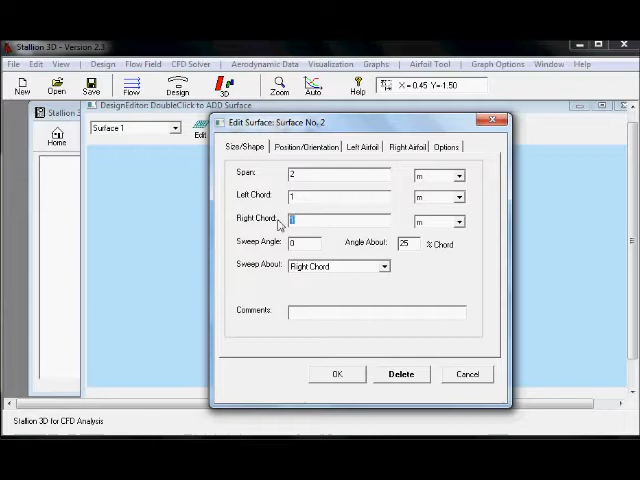 Stallion 3D - Version 2.3
File Edit View Design Flow Field CFD Solver Aerodynamic Data Visualization Graphs Airfoil Tool Graph Options Window Help
New Open Save Flow Design 3D Zoom Auto Help X = 0.45 Y=-1.50
Stallion 3
DesignEditor: DoubleClick to ADD Surface
Home
Surface 1
Edit
Edit Surface: Surface No. 2
Size/Shape Position/Orientation Left Airfoil Right Airfoil Options
Span: 2 m
Left Chord: 1 m
Right Chord: 1 m
Sweep Angle: 0 Angle About: 25 % Chord
Sweep About: Right Chord
Comments:
OK Delete Cancel
Stallion 3D for CFD Analysis